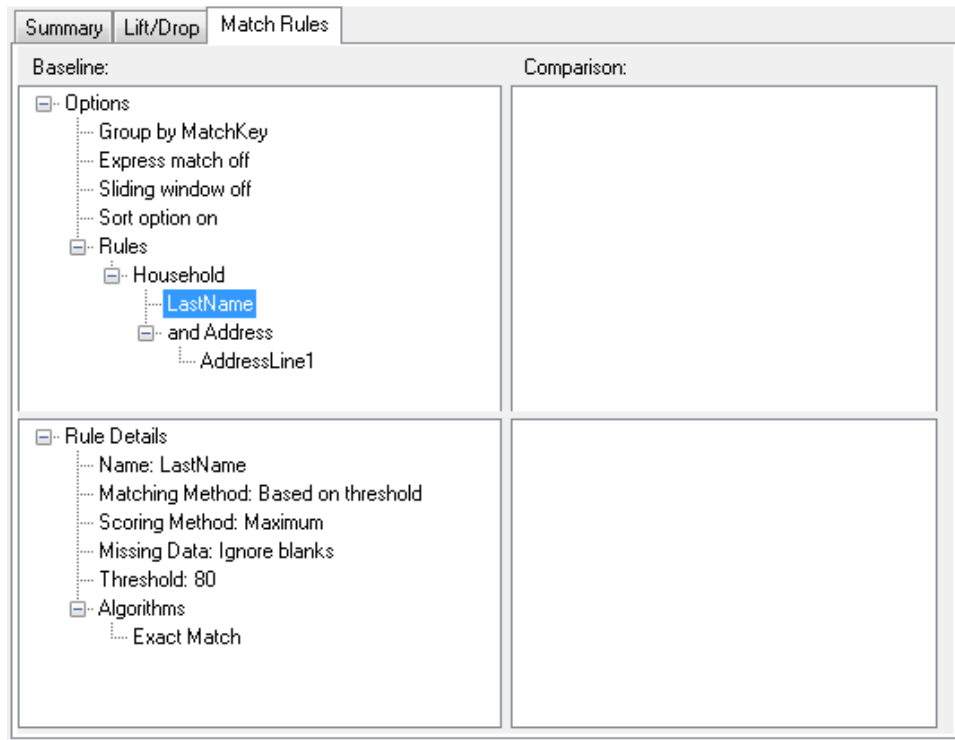 Summary Lift/Drop Match Rules
Baseline: Comparison:
Options
Group by MatchKey
Express match off
Sliding window off
Sort option on
Rules
Household
LastName
and Address
AddressLine1
Rule Details
Name: LastName
Matching Method: Based on threshold
Scoring Method: Maximum
Missing Data: Ignore blanks
Threshold: 80
Algorithms
Exact Match